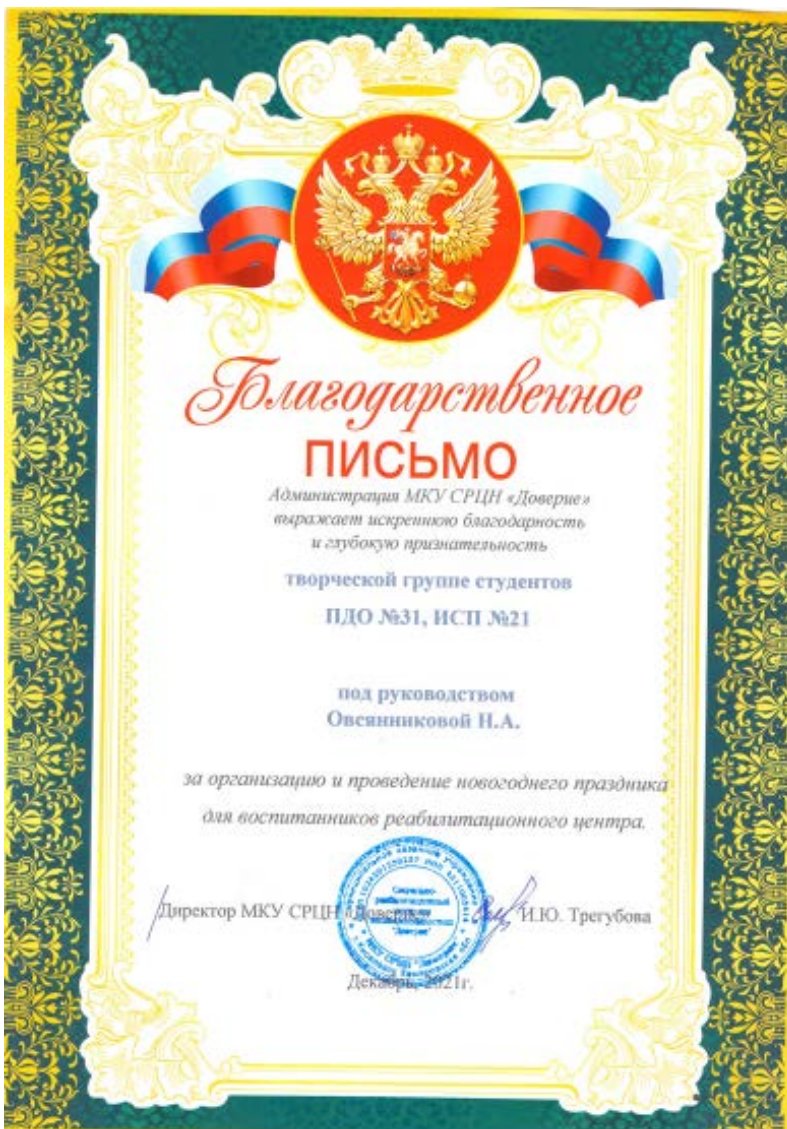 Благодарственное
ПИСЬМО
Администрация МКУ СРЦН «Доверие»
выражает искреннюю благодарность
и глубокую признательность
творческой группе студентов
ПДО №31, ИСП №21
под руководством
Овсянниковой Н.А.
за организацию и проведение новогоднего праздника
для воспитанников реабилитационного центра.
Директор МКУ СРЦН «Доверие» И.Ю. Трегубова
Декабрь, 2021г.